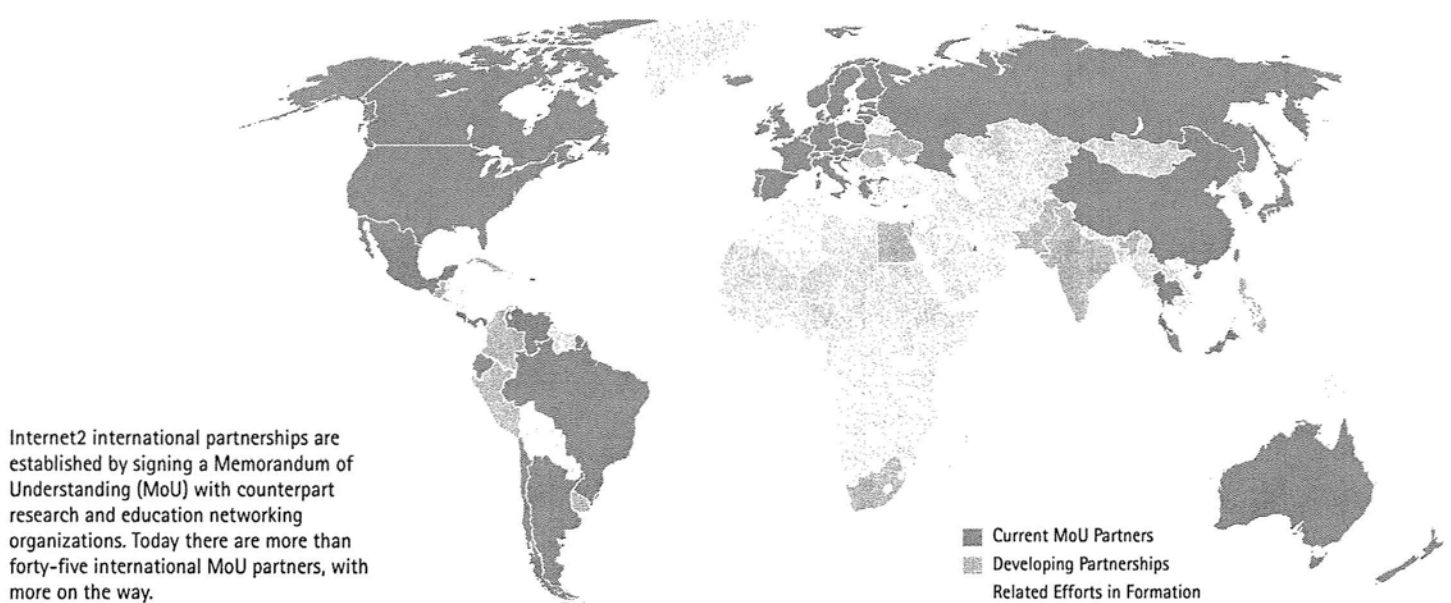 Internet2 international partnerships are
established by signing a Memorandum of
Understanding (MoU) with counterpart
research and education networking
organizations. Today there are more than
forty-five international MoU partners, with
more on the way.
Current MoU Partners
Developing Partnerships
Related Efforts in Formation